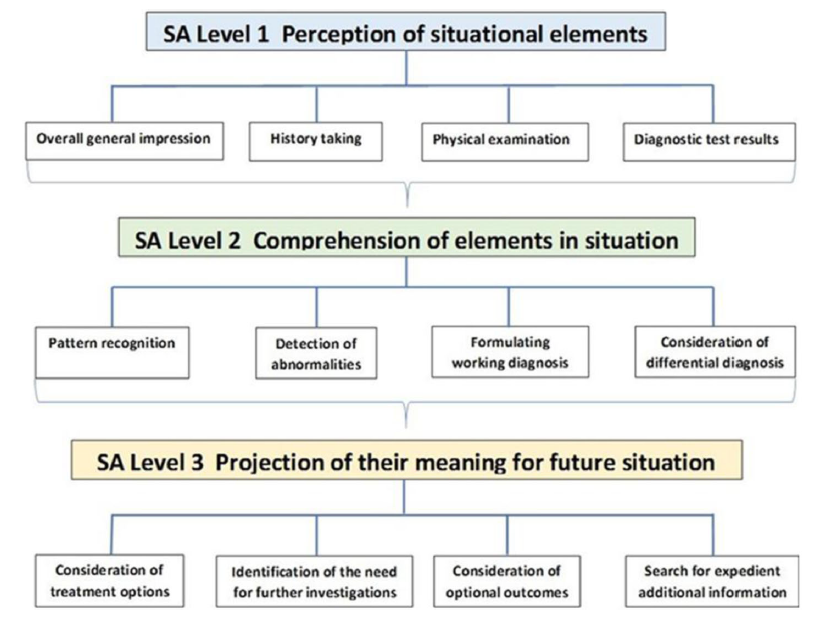 SA Level 1 Perception of situational elements
Overall general impression
History taking
Physical examination
Diagnostic test results
SA Level 2 Comprehension of elements in situation
Pattern recognition
Detection of
abnormalities
Formulating
working diagnosis
Consideration of
differential diagnosis
SA Level 3 Projection of their meaning for future situation
Consideration of
treatment options
Identification of the need
for further investigations
Consideration of
optional outcomes
Search for expedient
additional information